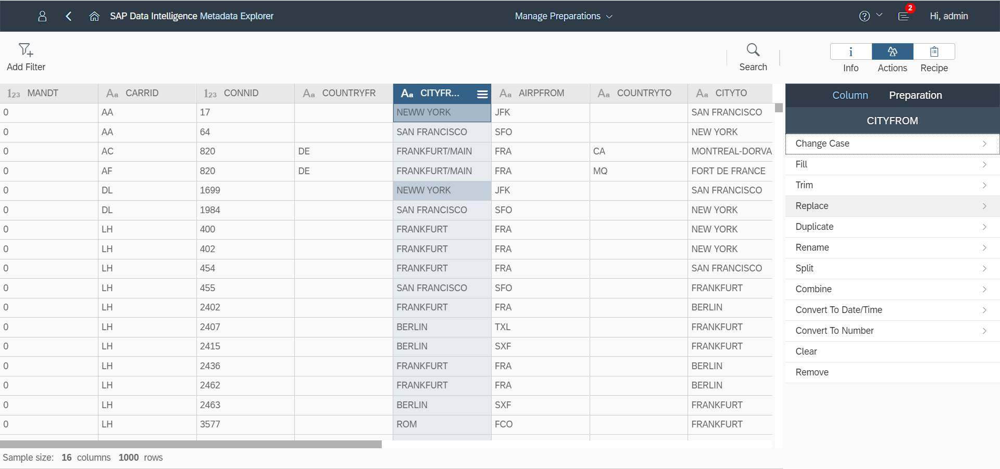 SAP Data Intelligence Metadata Explorer Manage Preparations 2 Hi, admin
Add Filter Search Info Actions Recipe
MANDT CARRID CONNID COUNTRYFR CITYFR... AIRPFROM COUNTRYTO CITYTO
0 AA 17 NEWW YORK JFK SAN FRANCISCO
0 AA 64 SAN FRANCISCO SFO NEW YORK
0 AC 820 DE FRANKFURT/MAIN FRA CA MONTREAL-DORVA
0 AF 820 DE FRANKFURT/MAIN FRA MQ FORT DE FRANCE
0 DL 1699 NEWW YORK JFK SAN FRANCISCO
0 DL 1984 SAN FRANCISCO SFO NEW YORK
0 LH 400 FRANKFURT FRA NEW YORK
0 LH 402 FRANKFURT FRA NEW YORK
0 LH 454 FRANKFURT FRA SAN FRANCISCO
0 LH 455 SAN FRANCISCO SFO FRANKFURT
0 LH 2402 FRANKFURT FRA BERLIN
0 LH 2407 BERLIN TXL FRANKFURT
0 LH 2415 BERLIN SXF FRANKFURT
0 LH 2436 FRANKFURT FRA BERLIN
0 LH 2462 FRANKFURT FRA BERLIN
0 LH 2463 BERLIN SXF FRANKFURT
0 LH 3577 ROM FCO FRANKFURT
Sample size: 16 columns 1000 rows
Column Preparation
CITYFROM
Change Case
Fill
Trim
Replace
Duplicate
Rename
Split
Combine
Convert To Date/Time
Convert To Number
Clear
Remove